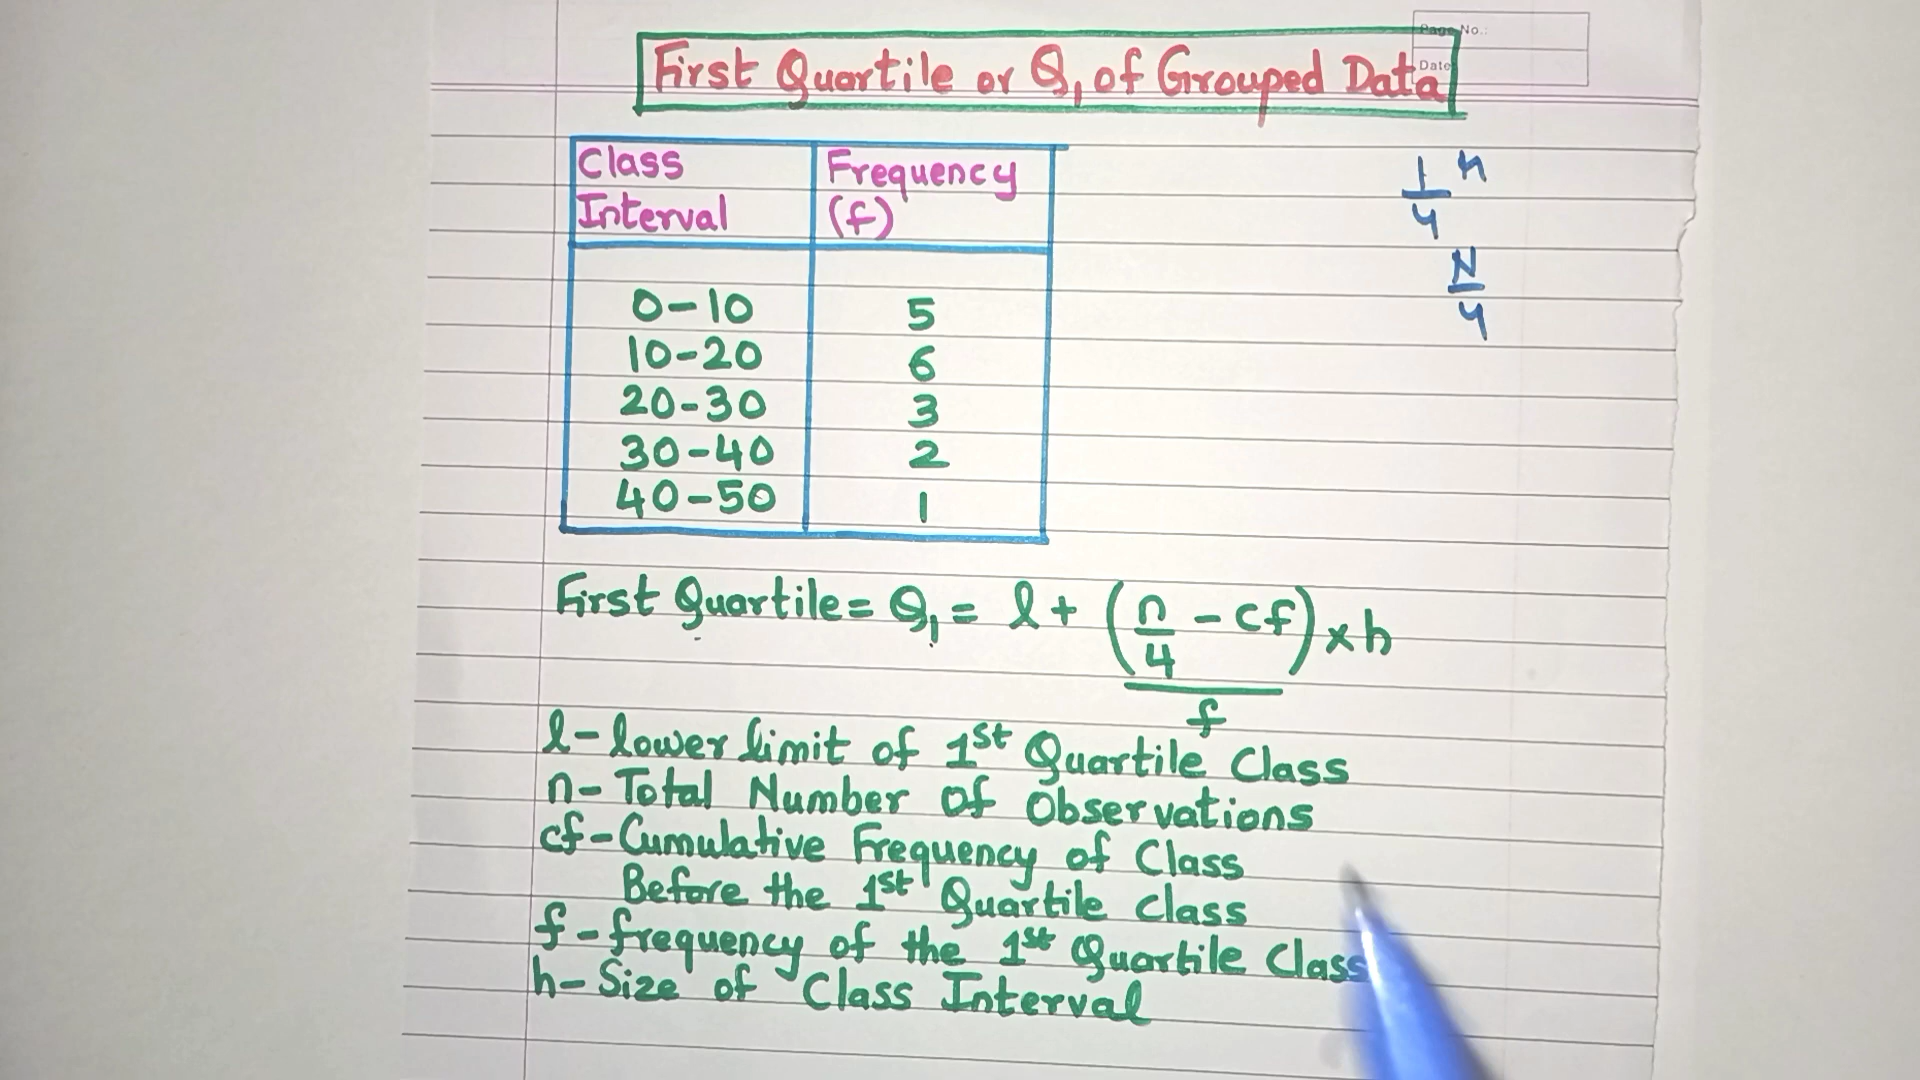 Page No.:
Date
First Quartile or Q₁ of Grouped Data
Class Interval | Frequency (f)
0-10 | 5
10-20 | 6
20-30 | 3
30-40 | 2
40-50 | 1
1/4 n
N/4
First Quartile = Q₁ = l + (n/4 - cf)/f × h
l - lower limit of 1st Quartile Class
n - Total Number of Observations
cf - Cumulative Frequency of Class
Before the 1st Quartile Class
f - frequency of the 1st Quartile Class
h - Size of Class Interval